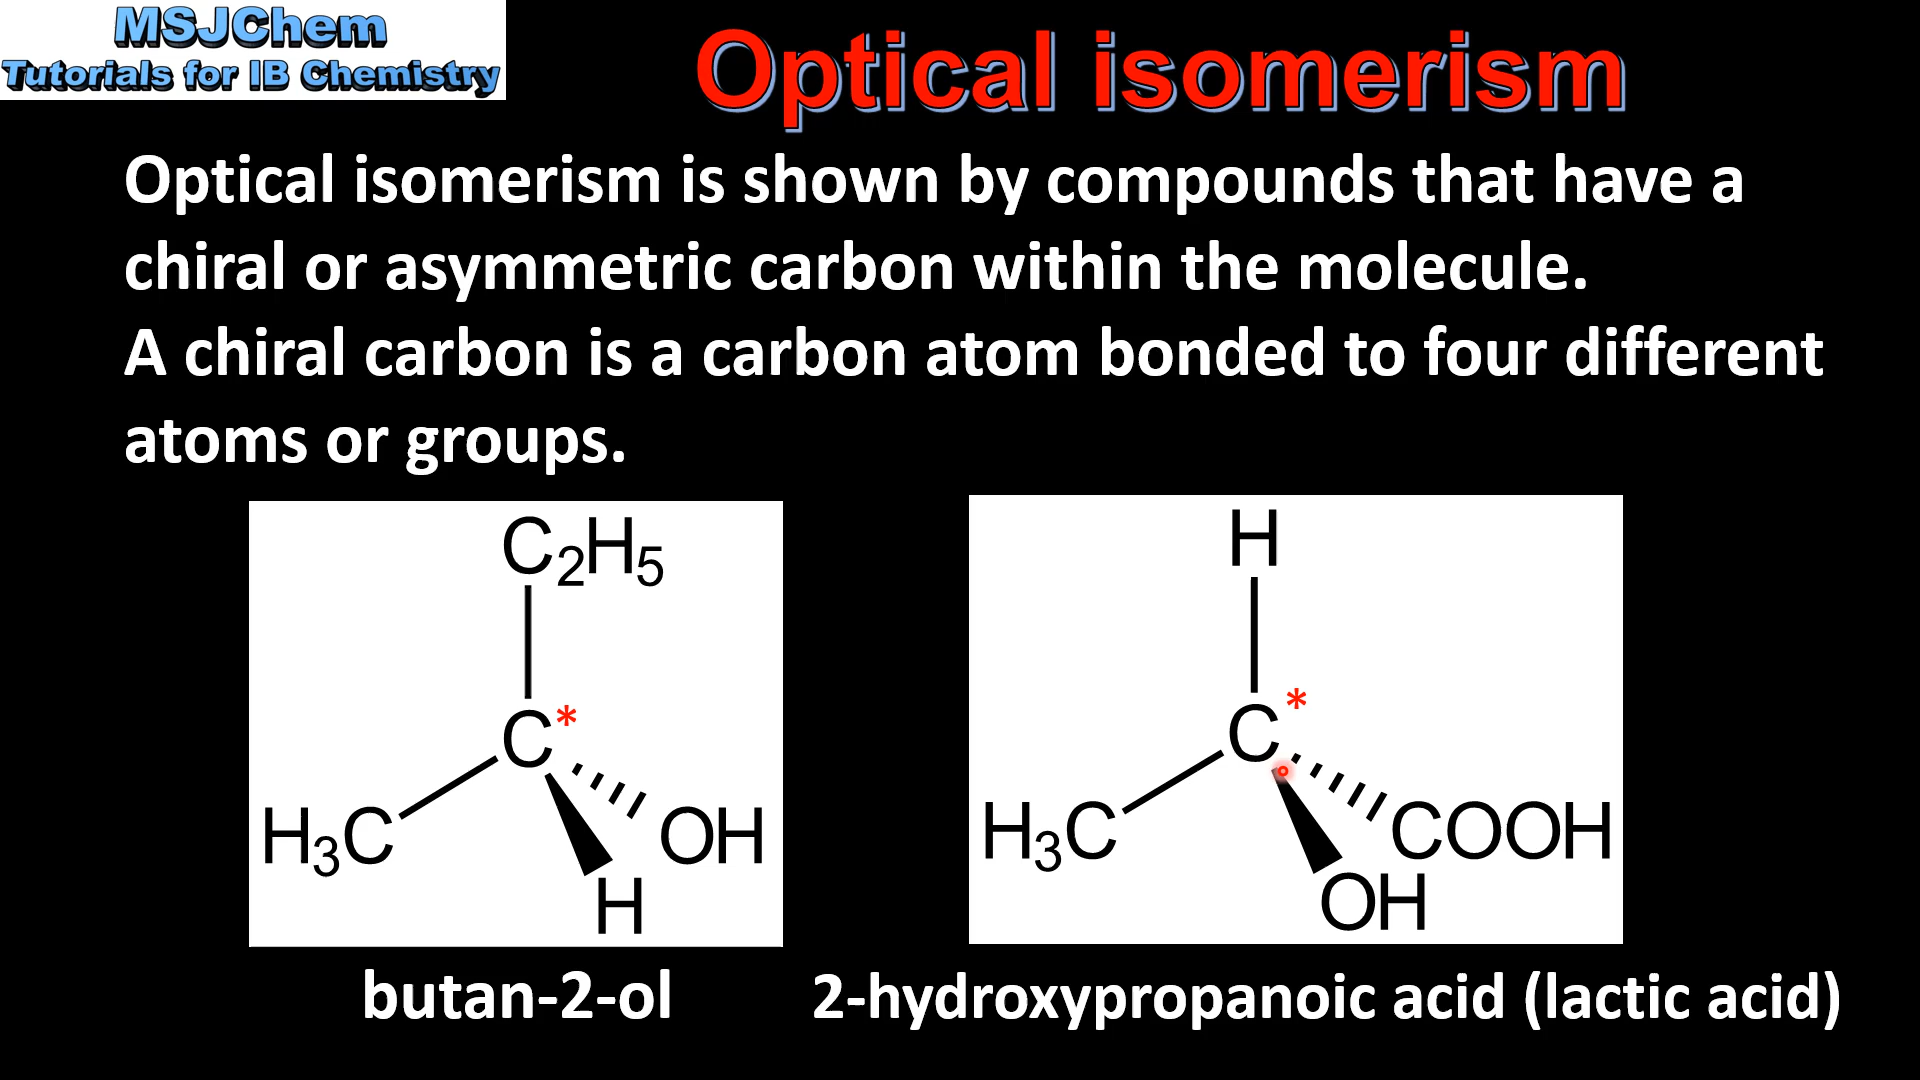 MSJChem
Tutorials for IB Chemistry
Optical isomerism
Optical isomerism is shown by compounds that have a
chiral or asymmetric carbon within the molecule.
A chiral carbon is a carbon atom bonded to four different
atoms or groups.
C₂H₅
C*
H₃C
OH
H
butan-2-ol
H
C*
H₃C
COOH
OH
2-hydroxypropanoic acid (lactic acid)